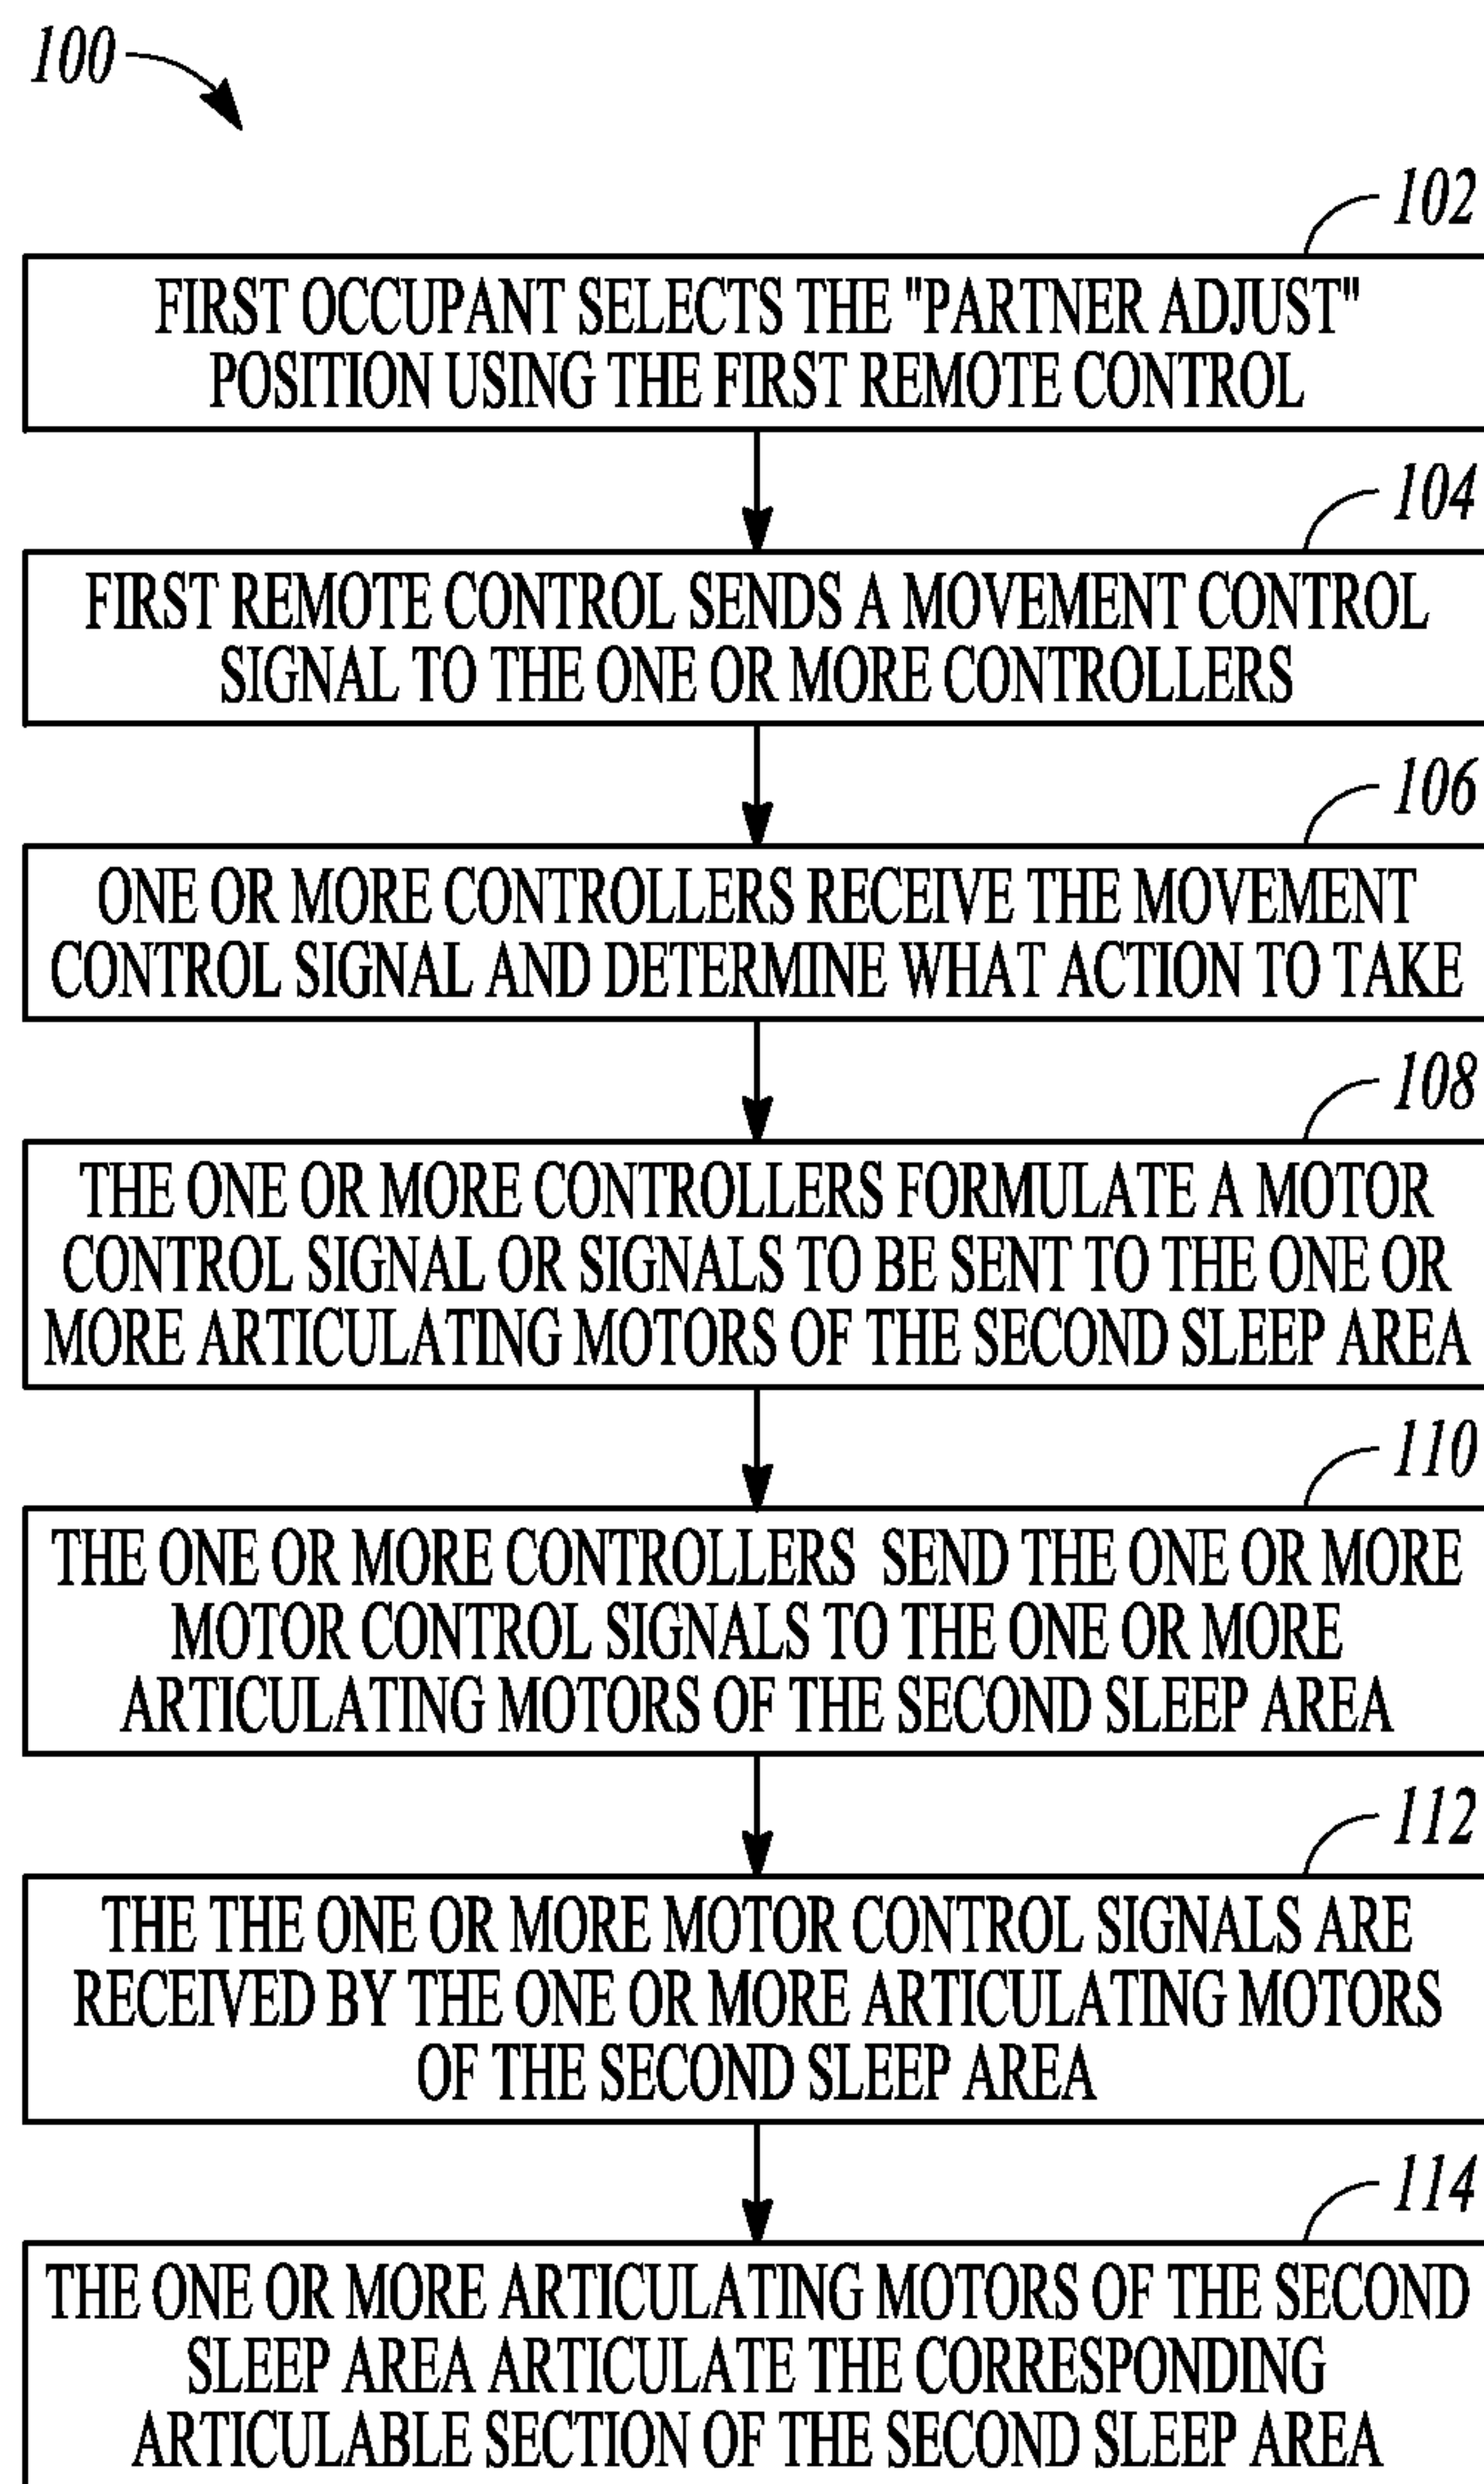 100
102
FIRST OCCUPANT SELECTS THE "PARTNER ADJUST"
POSITION USING THE FIRST REMOTE CONTROL
104
FIRST REMOTE CONTROL SENDS A MOVEMENT CONTROL
SIGNAL TO THE ONE OR MORE CONTROLLERS
106
ONE OR MORE CONTROLLERS RECEIVE THE MOVEMENT
CONTROL SIGNAL AND DETERMINE WHAT ACTION TO TAKE
108
THE ONE OR MORE CONTROLLERS FORMULATE A MOTOR
CONTROL SIGNAL OR SIGNALS TO BE SENT TO THE ONE OR
MORE ARTICULATING MOTORS OF THE SECOND SLEEP AREA
110
THE ONE OR MORE CONTROLLERS SEND THE ONE OR MORE
MOTOR CONTROL SIGNALS TO THE ONE OR MORE
ARTICULATING MOTORS OF THE SECOND SLEEP AREA
112
THE THE ONE OR MORE MOTOR CONTROL SIGNALS ARE
RECEIVED BY THE ONE OR MORE ARTICULATING MOTORS
OF THE SECOND SLEEP AREA
114
THE ONE OR MORE ARTICULATING MOTORS OF THE SECOND
SLEEP AREA ARTICULATE THE CORRESPONDING
ARTICULABLE SECTION OF THE SECOND SLEEP AREA